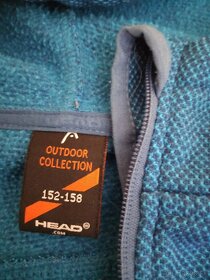 OUTDOOR
COLLECTION
152-158
HEAD
.COM